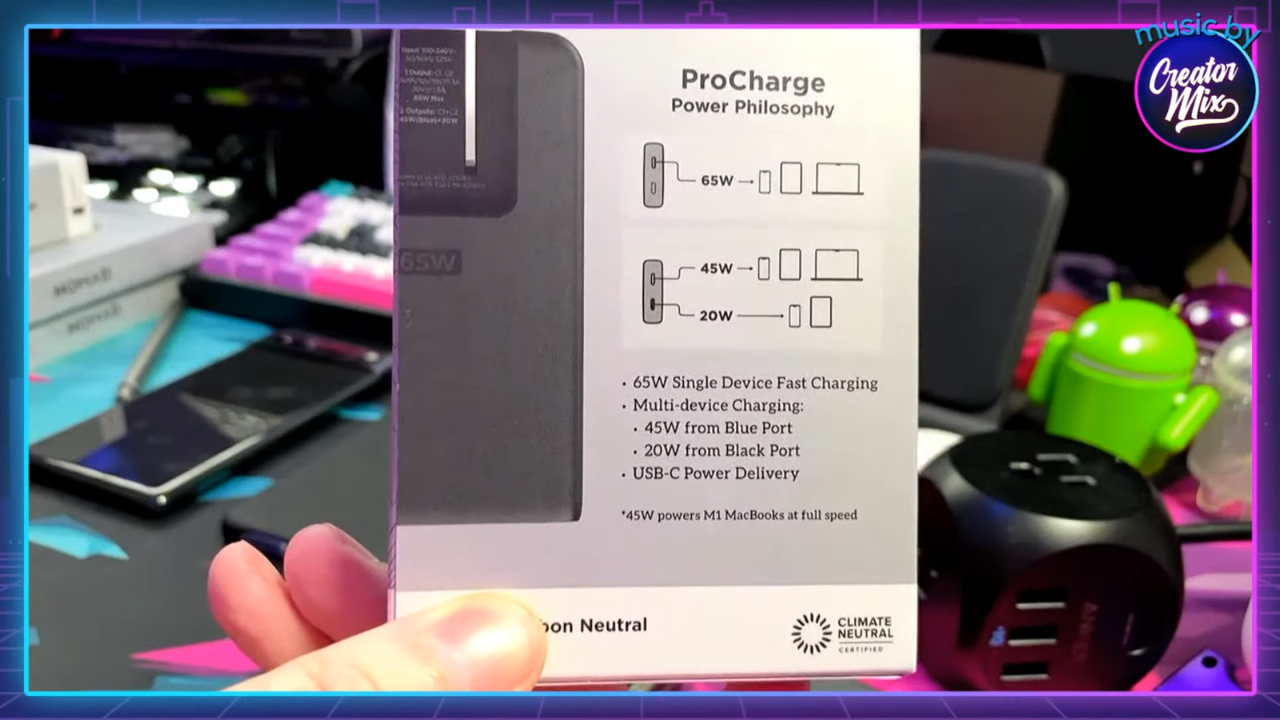 music by
Creator
Mix
ProCharge
Power Philosophy
65W
45W
20W
65W
• 65W Single Device Fast Charging
• Multi-device Charging:
• 45W from Blue Port
• 20W from Black Port
• USB-C Power Delivery
*45W powers M1 MacBooks at full speed
Neutral
CLIMATE
NEUTRAL
CERTIFIED
NOMAD
NOMAD